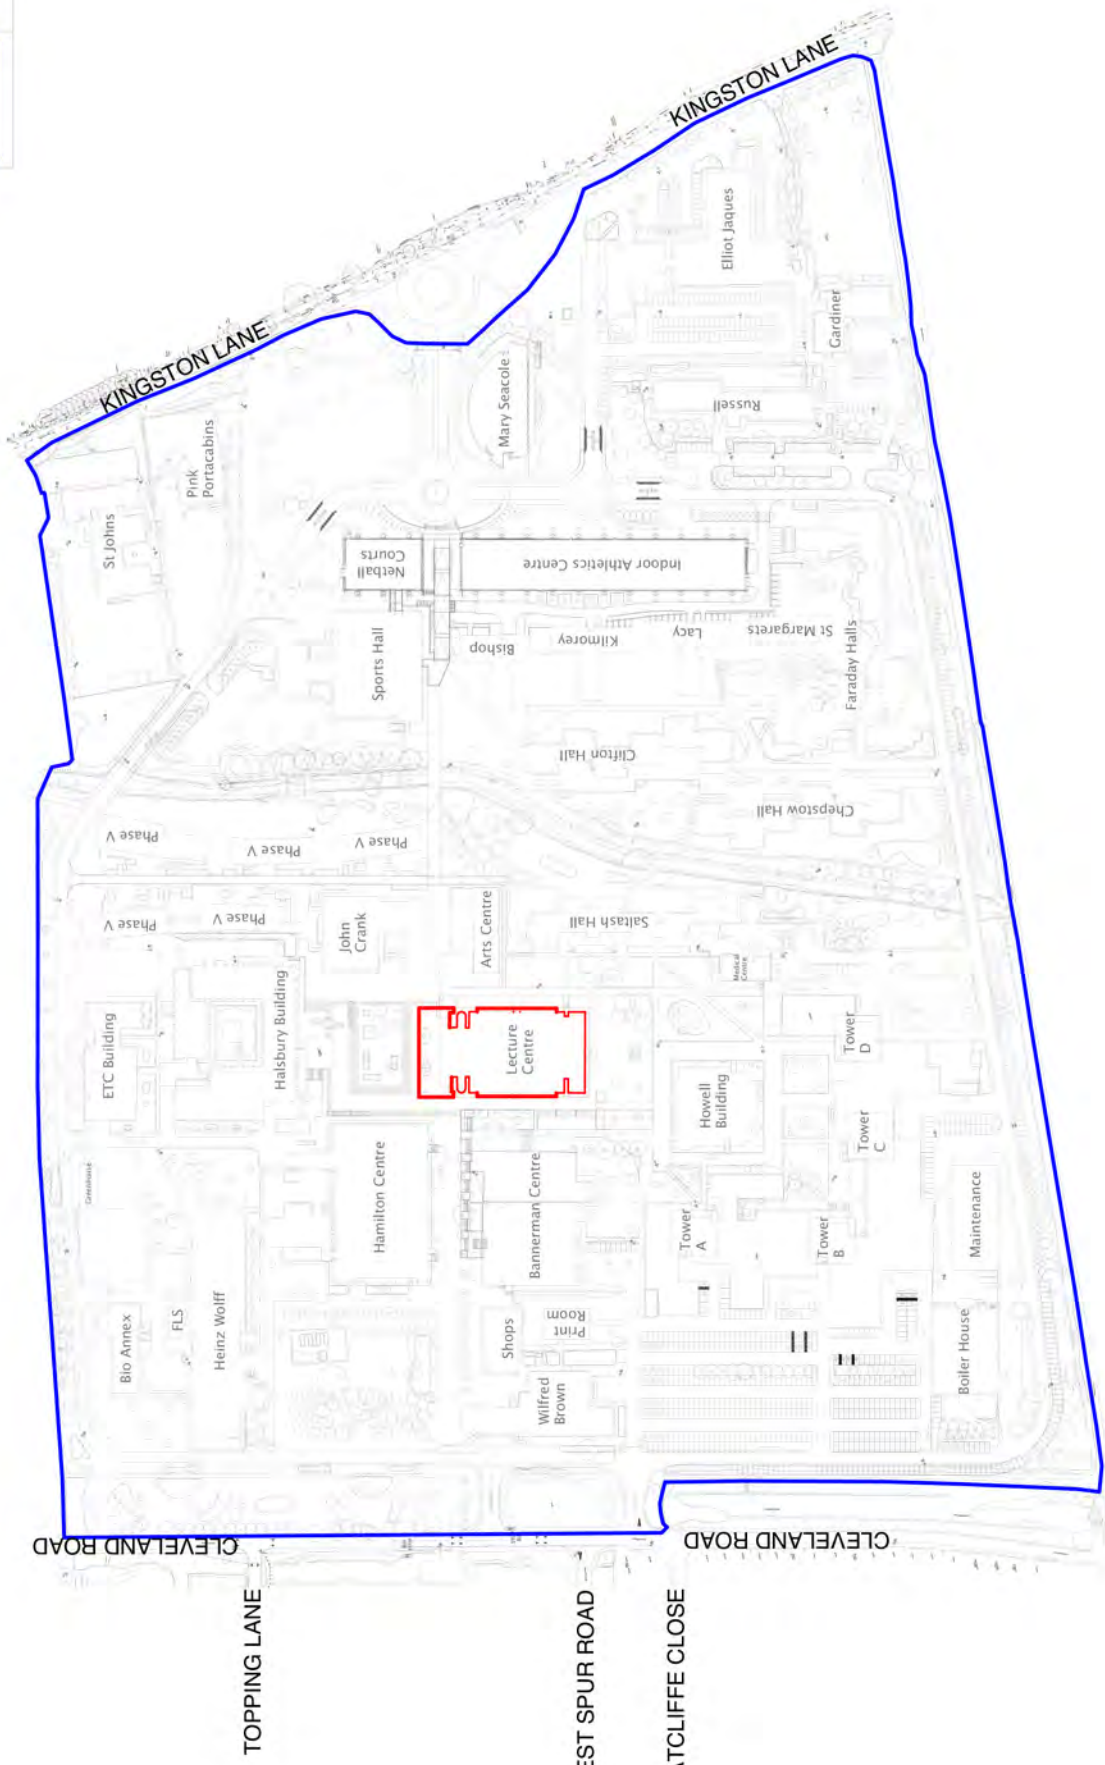 KINGSTON LANE
KINGSTON LANE
Elliot Jaques
Gardiner
Russell
Mary Seacole
Pink
Portacabins
St Johns
Netball
Courts
Indoor Athletics Centre
Sports Hall
Bishop
Kilmorey
Lacy
St Margarets
Faraday Halls
Clifton Hall
Chepstow Hall
Phase V
Phase V
Phase V
Phase V
Phase V
John
Crank
Arts Centre
Saltash Hall
Medical
Centre
ETC Building
Halsbury Building
Lecture
Centre
Howell
Building
Tower
D
Tower
C
Greenhouse
Hamilton Centre
Bannerman Centre
Tower
A
Tower
B
Maintenance
Bio Annex
FLS
Heinz Wolff
Shops
Print
Room
Wilfred
Brown
Boiler House
CLEVELAND ROAD
CLEVELAND ROAD
TOPPING LANE
EST SPUR ROAD
ATCLIFFE CLOSE